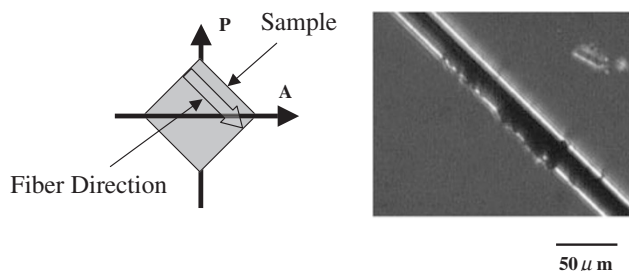 P
Sample
A
Fiber Direction
50 μ m